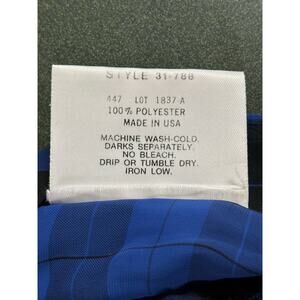 STYLE 31-788
447 LOT 1837-A
100% POLYESTER
MADE IN USA
MACHINE WASH-COLD.
DARKS SEPARATELY.
NO BLEACH.
DRIP OR TUMBLE DRY.
IRON LOW.